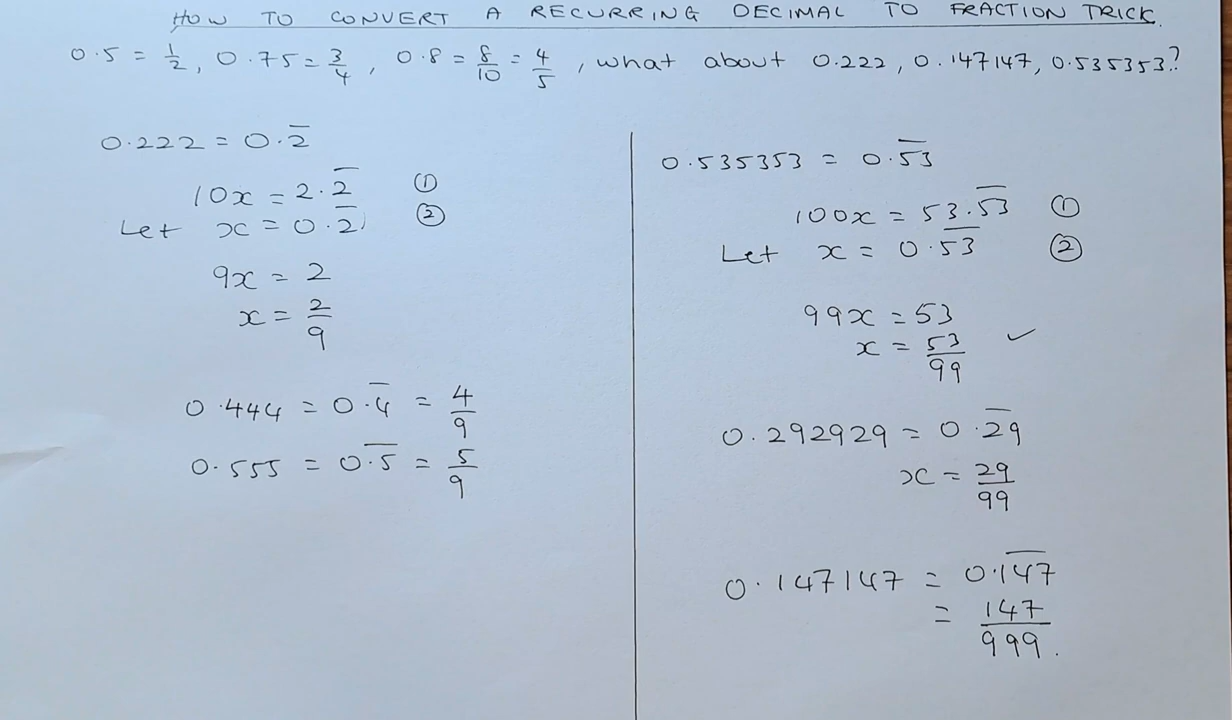 HOW TO CONVERT A RECURRING DECIMAL TO FRACTION TRICK.
0.5 = 1/2, 0.75 = 3/4, 0.8 = 8/10 = 4/5, what about 0.222, 0.147147, 0.535353?
0.222 = 0.2̅
10x = 2.2̅ ①
Let x = 0.2̅ ②
9x = 2
x = 2/9
0.444 = 0.4̅ = 4/9
0.555 = 0.5̅ = 5/9
0.535353 = 0.5̅3̅
100x = 53.5̅3̅ ①
Let x = 0.5̅3̅ ②
99x = 53
x = 53/99 ✓
0.292929 = 0.2̅9̅
x = 29/99
0.147147 = 0.1̅4̅7̅
= 147/999.